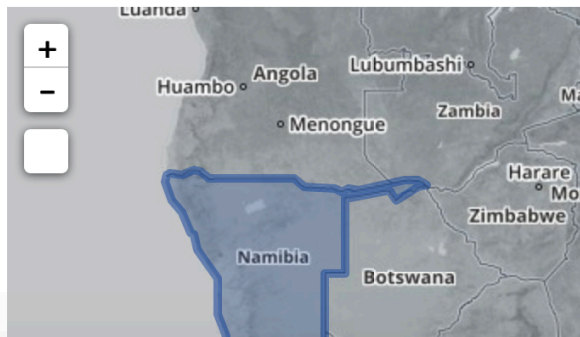 Luanda
+
-
Lubumbashi
Angola
Huambo
Zambia
Menongue
Harare
Zimbabwe
Namibia
Botswana